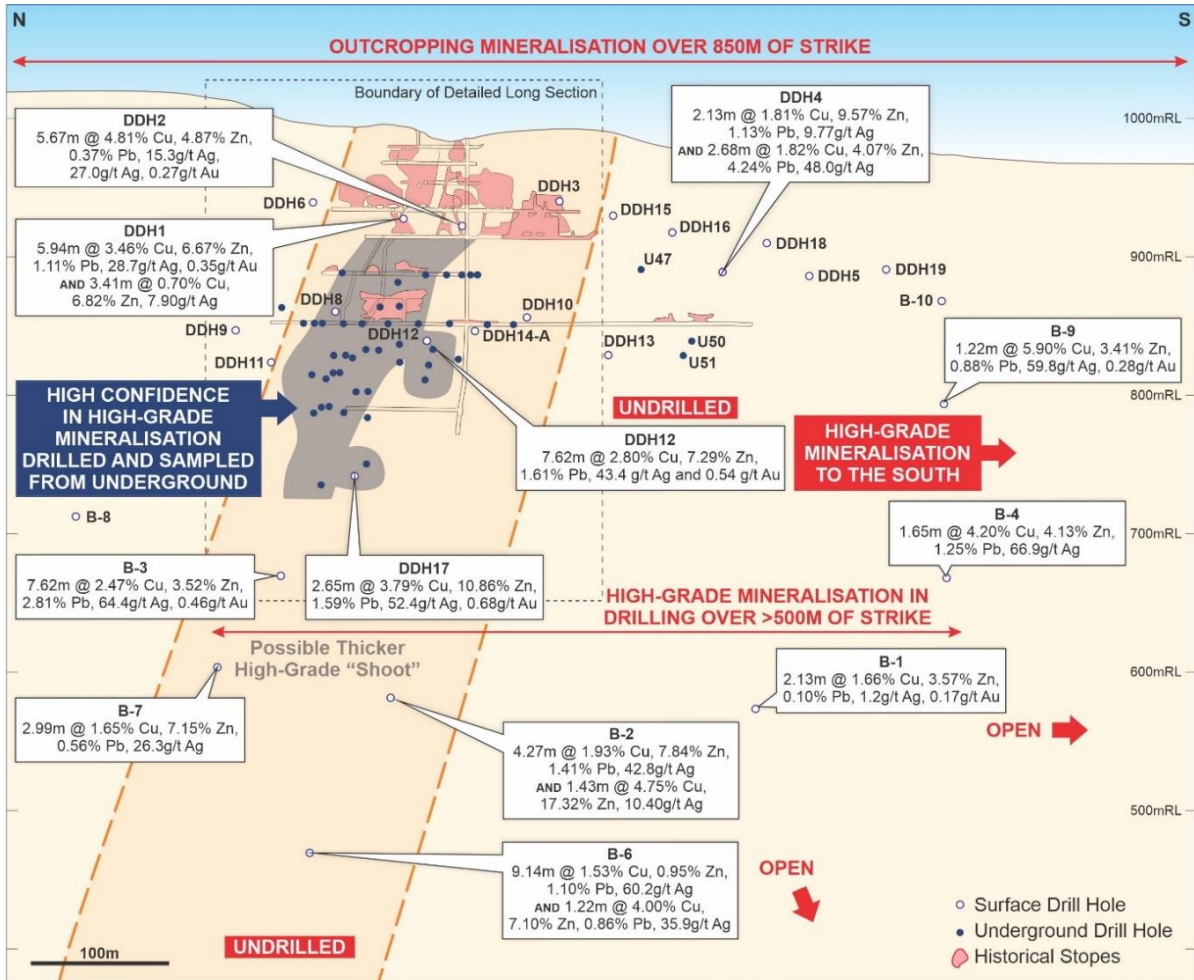 N
S
OUTCROPPING MINERALISATION OVER 850M OF STRIKE
Boundary of Detailed Long Section
1000mRL
DDH2
5.67m @ 4.81% Cu, 4.87% Zn,
0.37% Pb, 15.3g/t Ag,
27.0g/t Ag, 0.27g/t Au
DDH4
2.13m @ 1.81% Cu, 9.57% Zn,
1.13% Pb, 9.77g/t Ag
AND 2.68m @ 1.82% Cu, 4.07% Zn,
4.24% Pb, 48.0g/t Ag
DDH6
DDH3
DDH15
DDH16
DDH18
DDH1
5.94m @ 3.46% Cu, 6.67% Zn,
1.11% Pb, 28.7g/t Ag, 0.35g/t Au
AND 3.41m @ 0.70% Cu,
6.82% Zn, 7.90g/t Ag
900mRL
U47
DDH5
DDH19
B-10
DDH8
DDH10
DDH9
DDH12
DDH14-A
DDH11
DDH13
U50
U51
B-9
1.22m @ 5.90% Cu, 3.41% Zn,
0.88% Pb, 59.8g/t Ag, 0.28g/t Au
800mRL
HIGH CONFIDENCE
IN HIGH-GRADE
MINERALISATION
DRILLED AND SAMPLED
FROM UNDERGROUND
UNDRILLED
HIGH-GRADE
MINERALISATION
TO THE SOUTH
DDH12
7.62m @ 2.80% Cu, 7.29% Zn,
1.61% Pb, 43.4 g/t Ag and 0.54 g/t Au
B-8
B-4
1.65m @ 4.20% Cu, 4.13% Zn,
1.25% Pb, 66.9g/t Ag
700mRL
B-3
7.62m @ 2.47% Cu, 3.52% Zn,
2.81% Pb, 64.4g/t Ag, 0.46g/t Au
DDH17
2.65m @ 3.79% Cu, 10.86% Zn,
1.59% Pb, 52.4g/t Ag, 0.68g/t Au
HIGH-GRADE MINERALISATION IN
DRILLING OVER >500M OF STRIKE
Possible Thicker
High-Grade “Shoot”
600mRL
B-7
2.99m @ 1.65% Cu, 7.15% Zn,
0.56% Pb, 26.3g/t Ag
B-1
2.13m @ 1.66% Cu, 3.57% Zn,
0.10% Pb, 1.2g/t Ag, 0.17g/t Au
B-2
4.27m @ 1.93% Cu, 7.84% Zn,
1.41% Pb, 42.8g/t Ag
AND 1.43m @ 4.75% Cu,
17.32% Zn, 10.40g/t Ag
OPEN
500mRL
B-6
9.14m @ 1.53% Cu, 0.95% Zn,
1.10% Pb, 60.2g/t Ag
AND 1.22m @ 4.00% Cu,
7.10% Zn, 0.86% Pb, 35.9g/t Ag
OPEN
Surface Drill Hole
Underground Drill Hole
Historical Stopes
100m
UNDRILLED